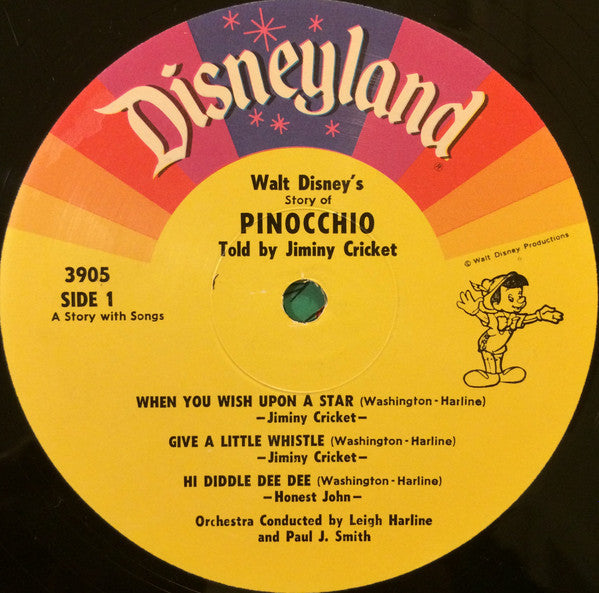 Disneyland
®
Walt Disney's
Story of
PINOCCHIO
Told by Jiminy Cricket
© Walt Disney Productions
3905
SIDE 1
A Story with Songs
WHEN YOU WISH UPON A STAR (Washington-Harline)
—Jiminy Cricket—
GIVE A LITTLE WHISTLE (Washington-Harline)
—Jiminy Cricket—
HI DIDDLE DEE DEE (Washington-Harline)
—Honest John—
Orchestra Conducted by Leigh Harline
and Paul J. Smith